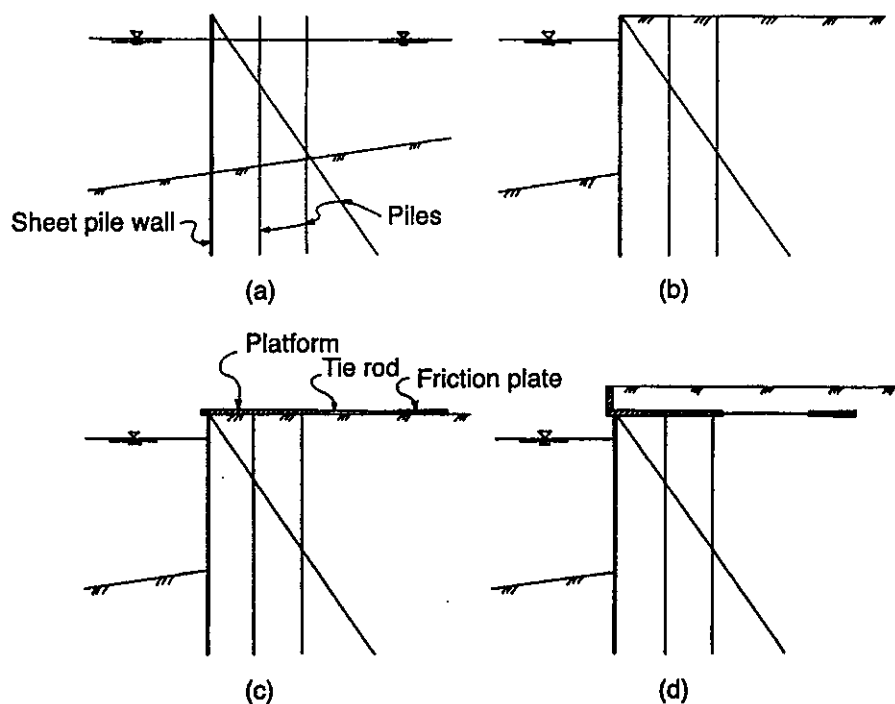 Sheet pile wall
Piles
(a)
(b)
Platform
Tie rod
Friction plate
(c)
(d)